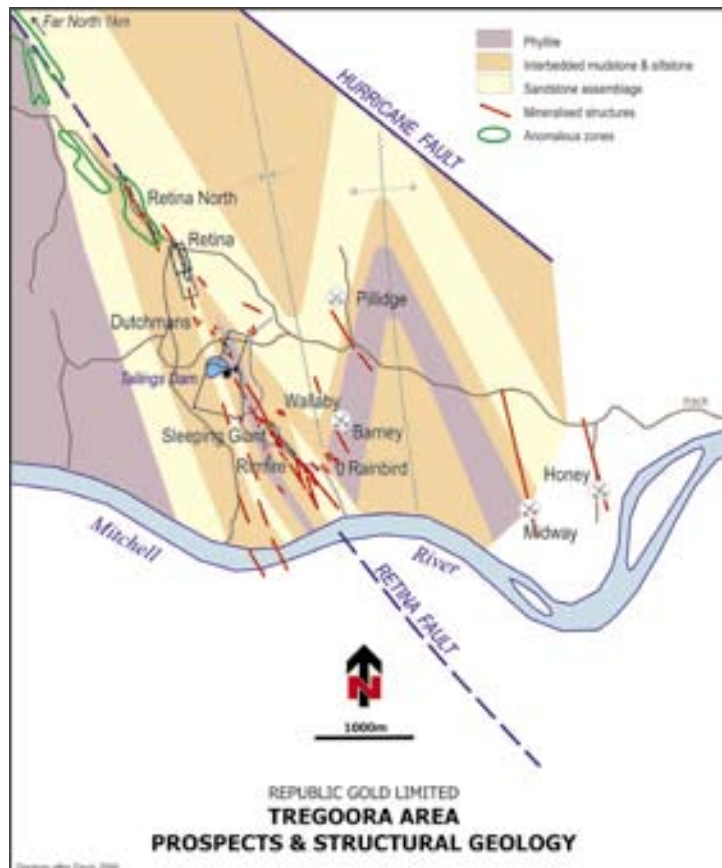 Far North 1km
Phyllite
Interbedded mudstone & siltstone
Sandstone assemblage
Mineralised structures
Anomalous zones
HURRICANE FAULT
Retina North
Retina
Pillidge
Dutchmans
Tailings Dam
Wallaby
track
Sleeping Giant
Barney
Rimfire
Rainbird
Honey
Midway
Mitchell
River
RETINA FAULT
N
1000m
REPUBLIC GOLD LIMITED
TREGOORA AREA
PROSPECTS & STRUCTURAL GEOLOGY